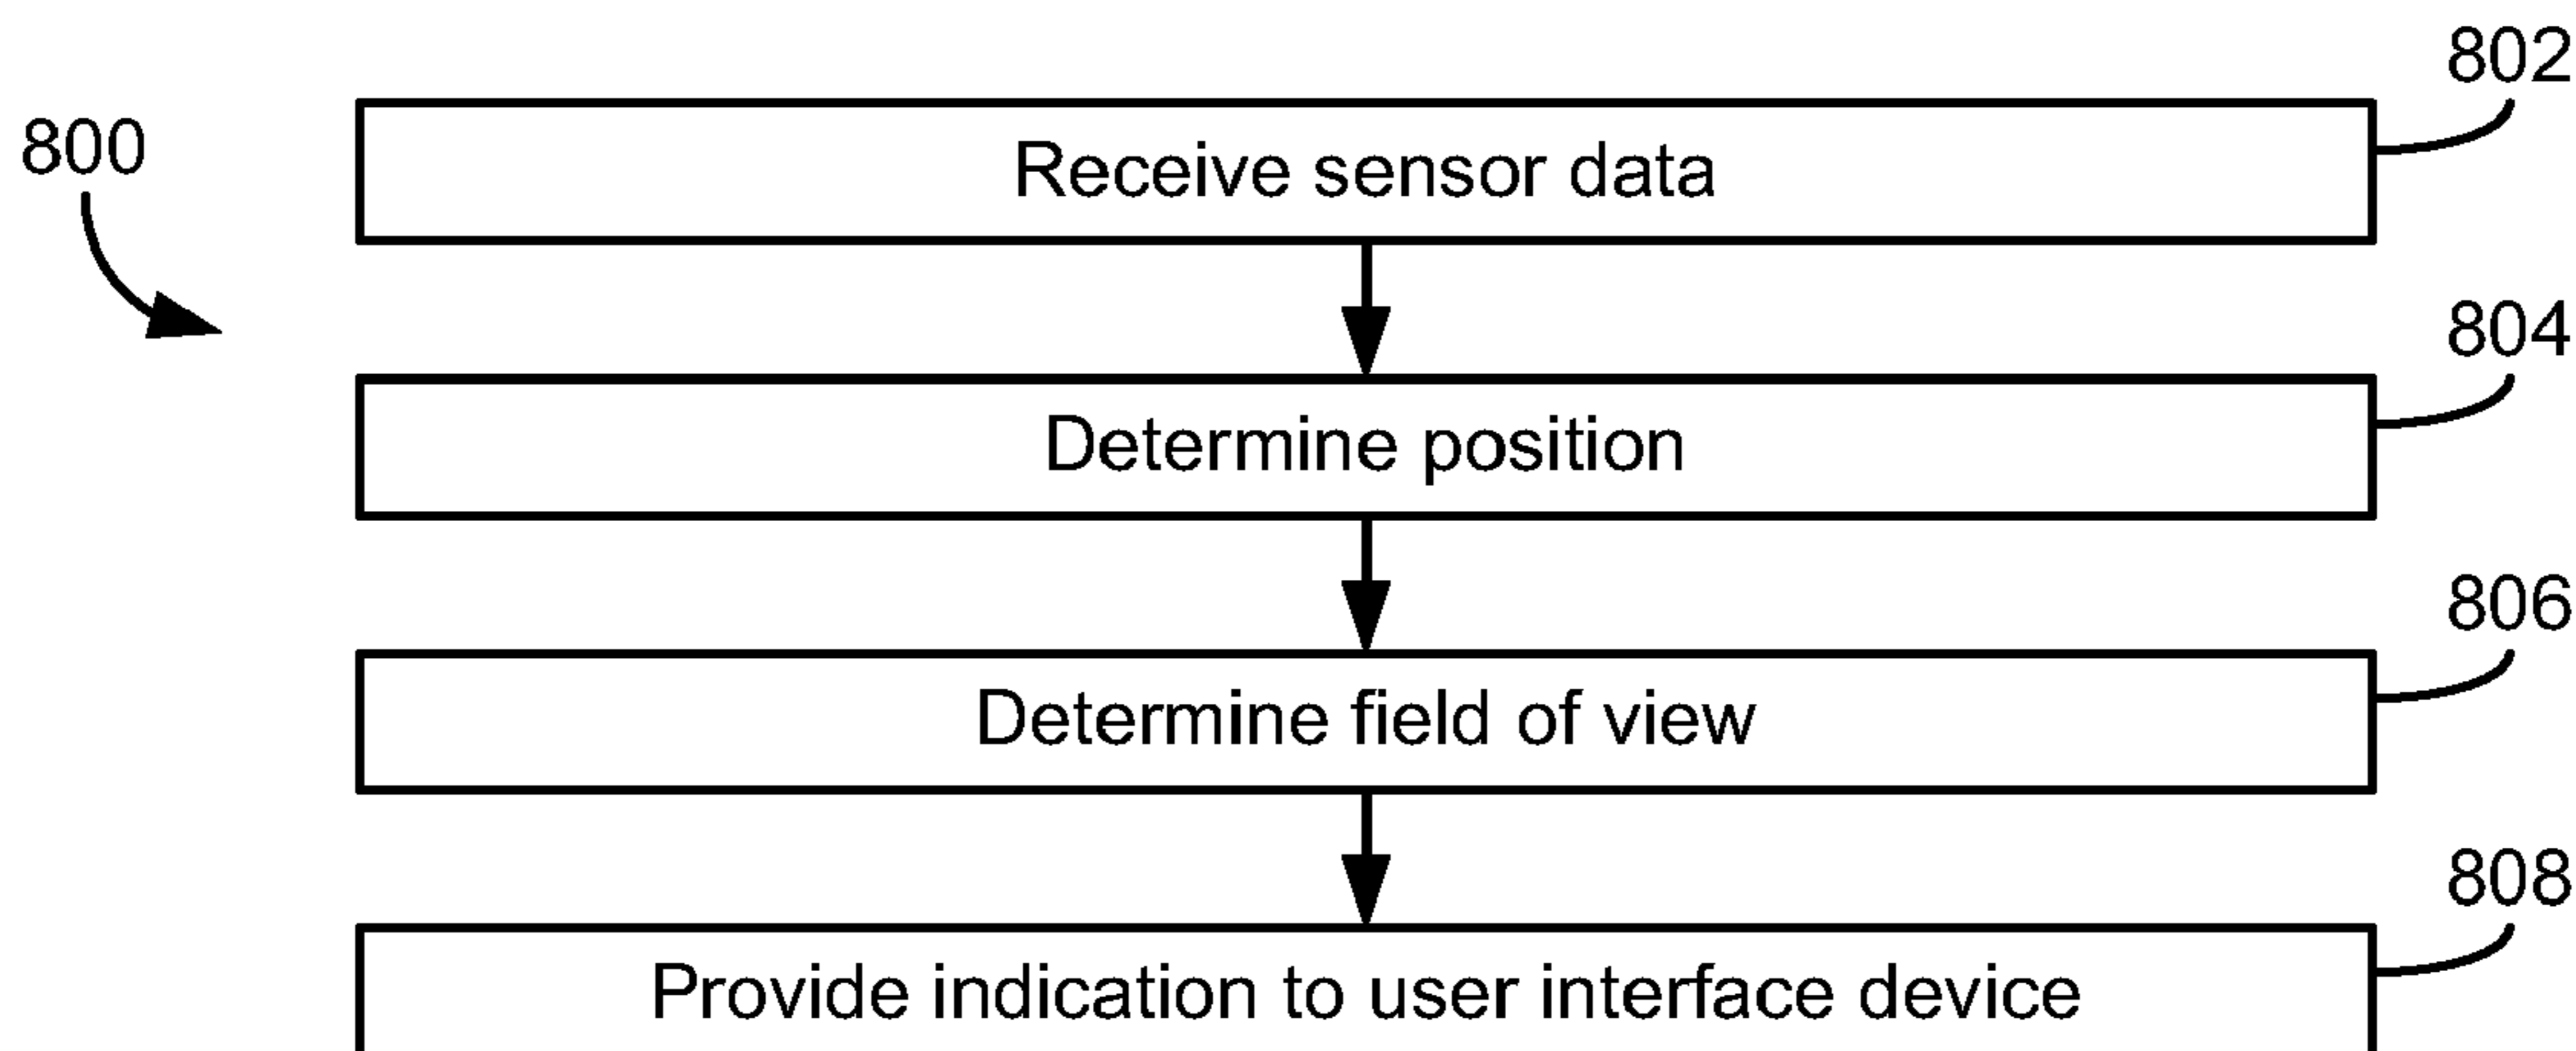 802
800
Receive sensor data
804
Determine position
806
Determine field of view
808
Provide indication to user interface device